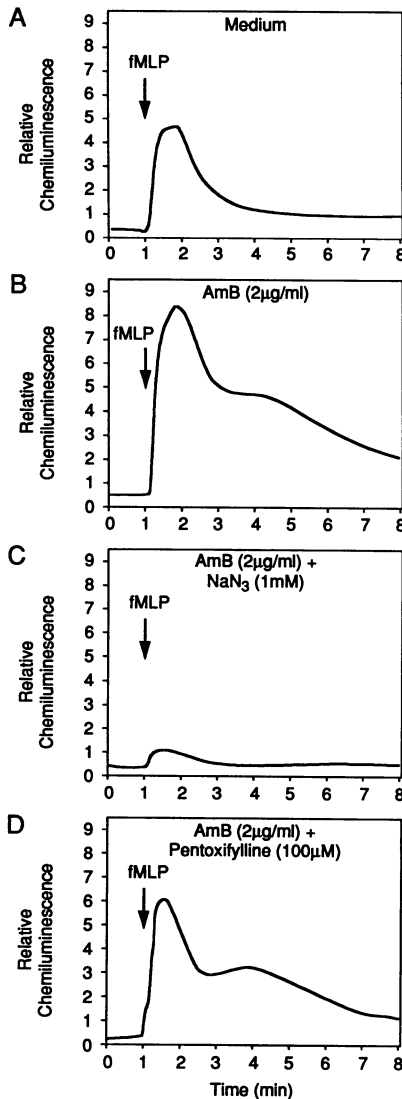 A
Medium
fMLP
Relative
Chemiluminescence
9
8
7
6
5
4
3
2
1
0
0 1 2 3 4 5 6 7 8
B
AmB (2µg/ml)
fMLP
Relative
Chemiluminescence
9
8
7
6
5
4
3
2
1
0
0 1 2 3 4 5 6 7 8
C
AmB (2µg/ml) +
NaN₃ (1mM)
fMLP
Relative
Chemiluminescence
9
8
7
6
5
4
3
2
1
0
0 1 2 3 4 5 6 7 8
D
AmB (2µg/ml) +
Pentoxifylline (100µM)
fMLP
Relative
Chemiluminescence
9
8
7
6
5
4
3
2
1
0
0 1 2 3 4 5 6 7 8
Time (min)